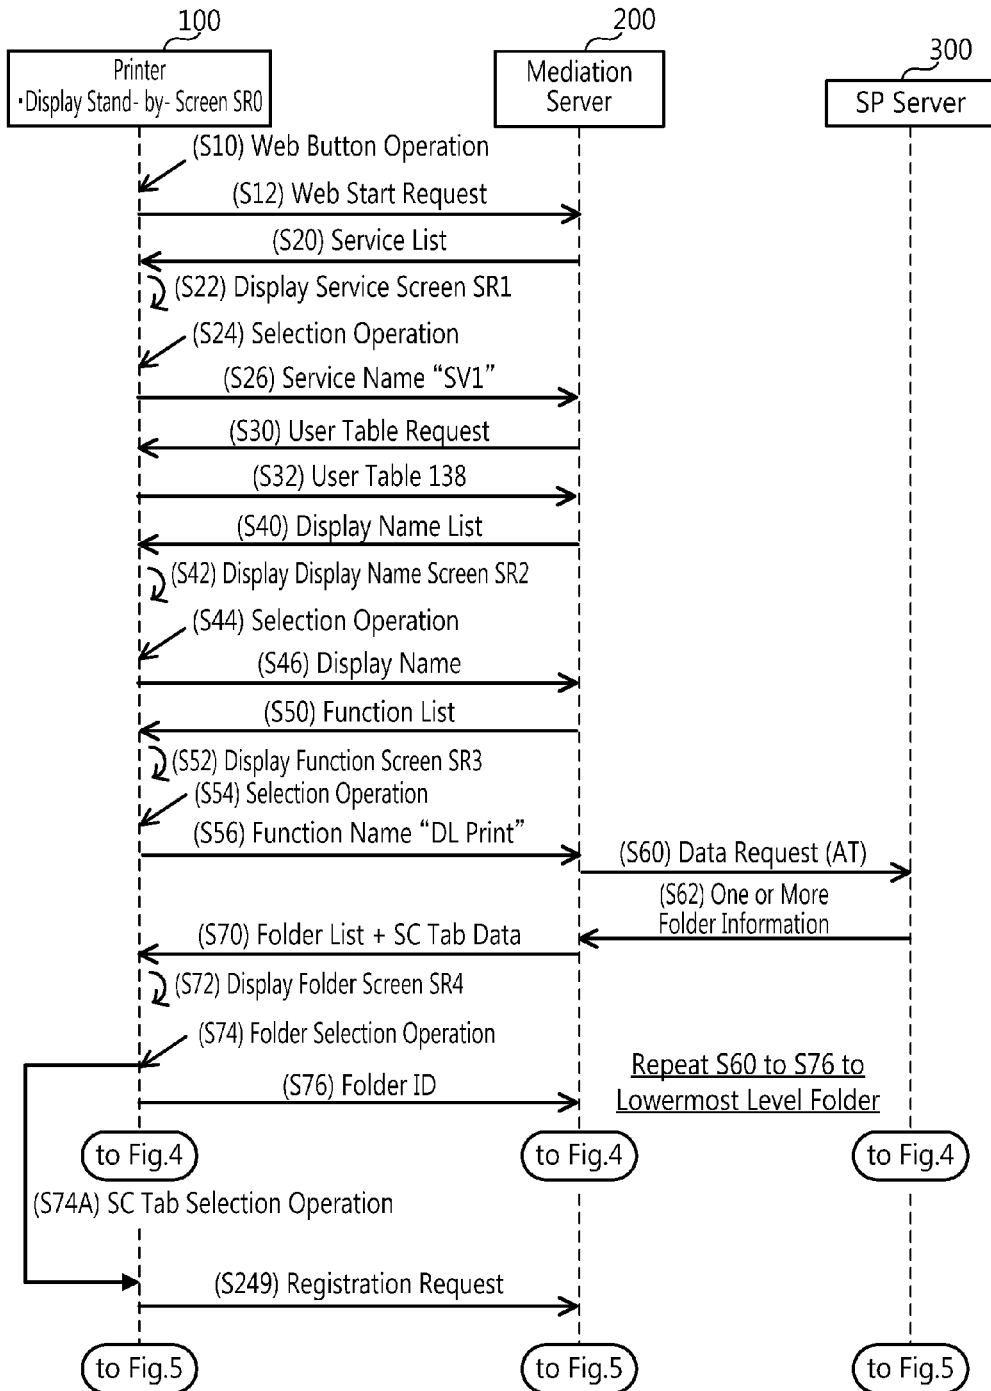 100
200
300
Printer
・Display Stand- by- Screen SR0
Mediation
Server
SP Server
(S10) Web Button Operation
(S12) Web Start Request
(S20) Service List
(S22) Display Service Screen SR1
(S24) Selection Operation
(S26) Service Name “SV1”
(S30) User Table Request
(S32) User Table 138
(S40) Display Name List
(S42) Display Display Name Screen SR2
(S44) Selection Operation
(S46) Display Name
(S50) Function List
(S52) Display Function Screen SR3
(S54) Selection Operation
(S56) Function Name “DL Print”
(S60) Data Request (AT)
(S62) One or More
Folder Information
(S70) Folder List + SC Tab Data
(S72) Display Folder Screen SR4
(S74) Folder Selection Operation
(S76) Folder ID
Repeat S60 to S76 to
Lowermost Level Folder
to Fig.4
to Fig.4
to Fig.4
(S74A) SC Tab Selection Operation
(S249) Registration Request
to Fig.5
to Fig.5
to Fig.5